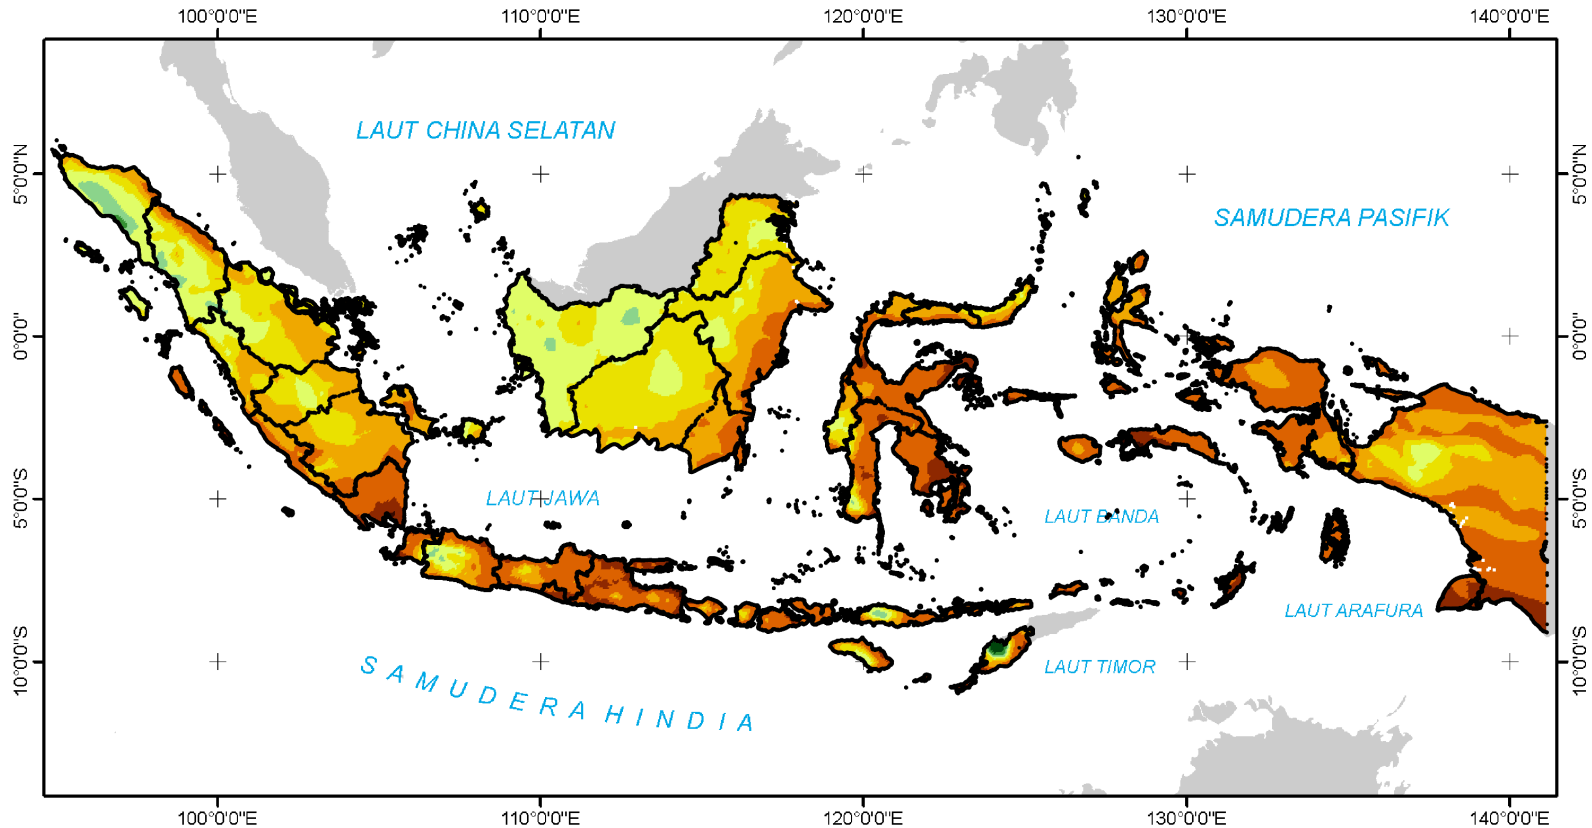 100°0'0"E 110°0'0"E 120°0'0"E 130°0'0"E 140°0'0"E
LAUT CHINA SELATAN
5°0'0"N 5°0'0"N
SAMUDERA PASIFIK
0°0'0" 0°0'0"
LAUT JAWA
5°0'0"S 5°0'0"S
LAUT BANDA
LAUT ARAFURA
10°0'0"S 10°0'0"S
LAUT TIMOR
SAMUDERA HINDIA
100°0'0"E 110°0'0"E 120°0'0"E 130°0'0"E 140°0'0"E